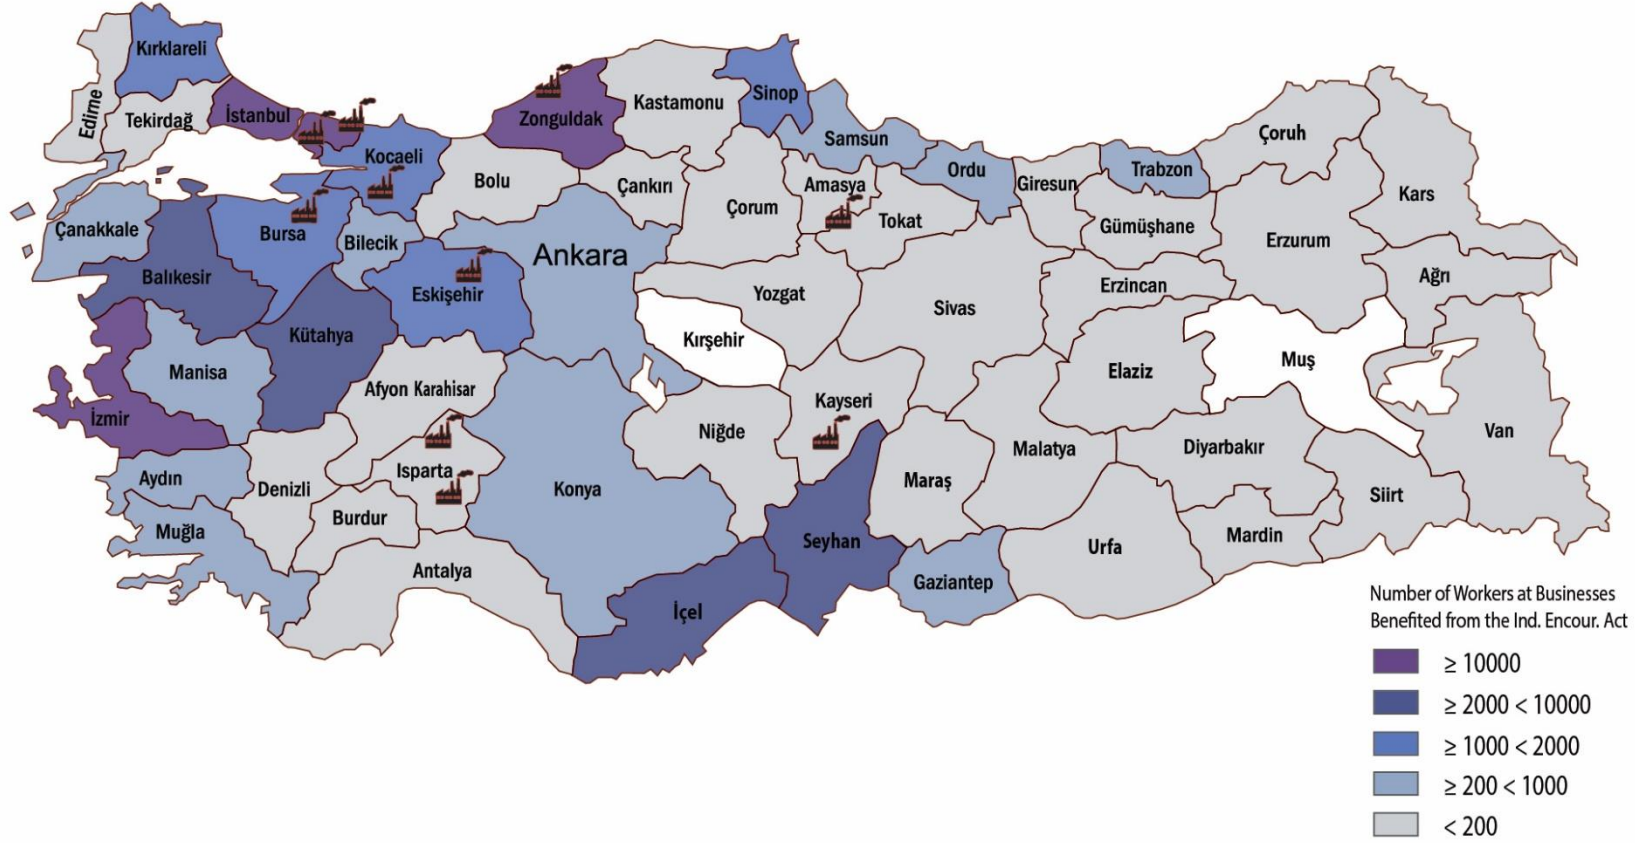 Kırklareli
Edirne
Tekirdağ
İstanbul
Zonguldak
Kastamonu
Sinop
Samsun
Ordu
Giresun
Trabzon
Çoruh
Kars
Kocaeli
Bolu
Çankırı
Çorum
Amasya
Tokat
Gümüşhane
Erzurum
Ağrı
Çanakkale
Bursa
Bilecik
Ankara
Balıkesir
Eskişehir
Kütahya
Yozgat
Sivas
Erzincan
Kırşehir
Muş
Elaziz
Manisa
Afyon Karahisar
Kayseri
İzmir
Niğde
Malatya
Diyarbakır
Van
Aydın
Denizli
Isparta
Konya
Maraş
Siirt
Muğla
Burdur
Seyhan
Urfa
Mardin
Antalya
Gaziantep
İçel
Number of Workers at Businesses
Benefited from the Ind. Encour. Act
≥ 10000
≥ 2000 < 10000
≥ 1000 < 2000
≥ 200 < 1000
< 200